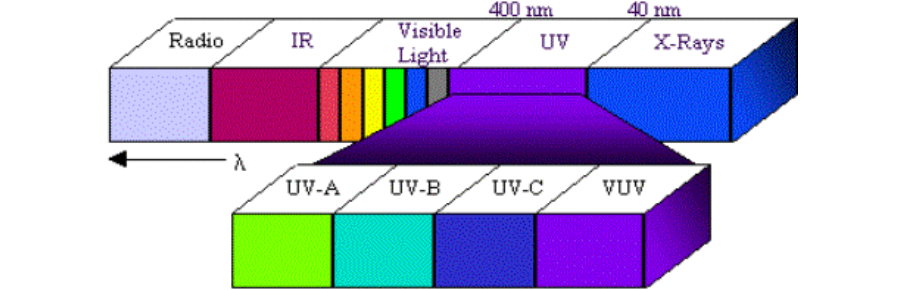 400 nm 40 nm
Radio IR Visible Light UV X-Rays
λ
UV-A UV-B UV-C VUV